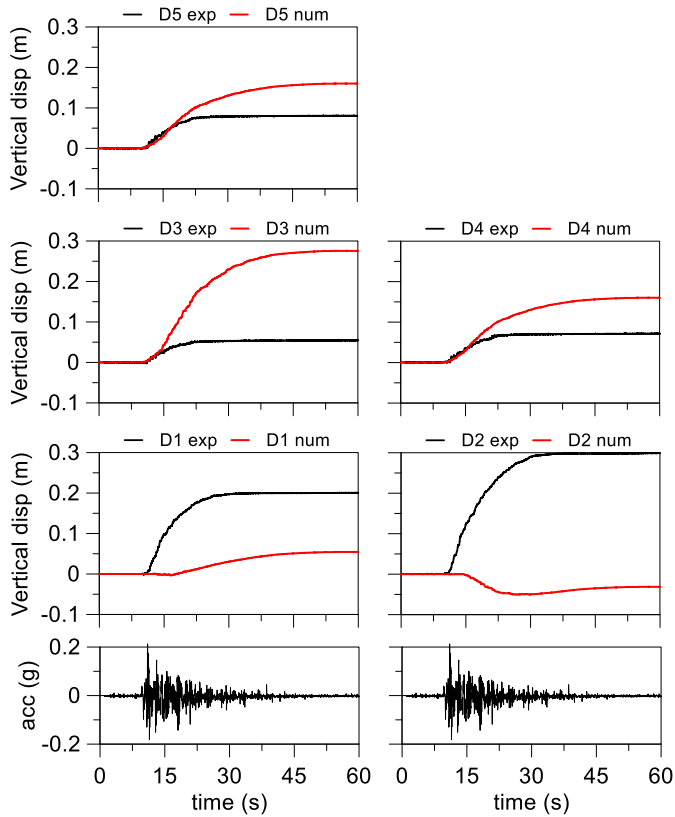 D5 exp D5 num
Vertical disp (m)
0.3
0.2
0.1
0
-0.1
D3 exp D3 num
D4 exp D4 num
Vertical disp (m)
0.3
0.2
0.1
0
-0.1
D1 exp D1 num
D2 exp D2 num
Vertical disp (m)
0.3
0.2
0.1
0
-0.1
acc (g)
0.2
0
-0.2
0 15 30 45 60
0 15 30 45 60
time (s)
time (s)